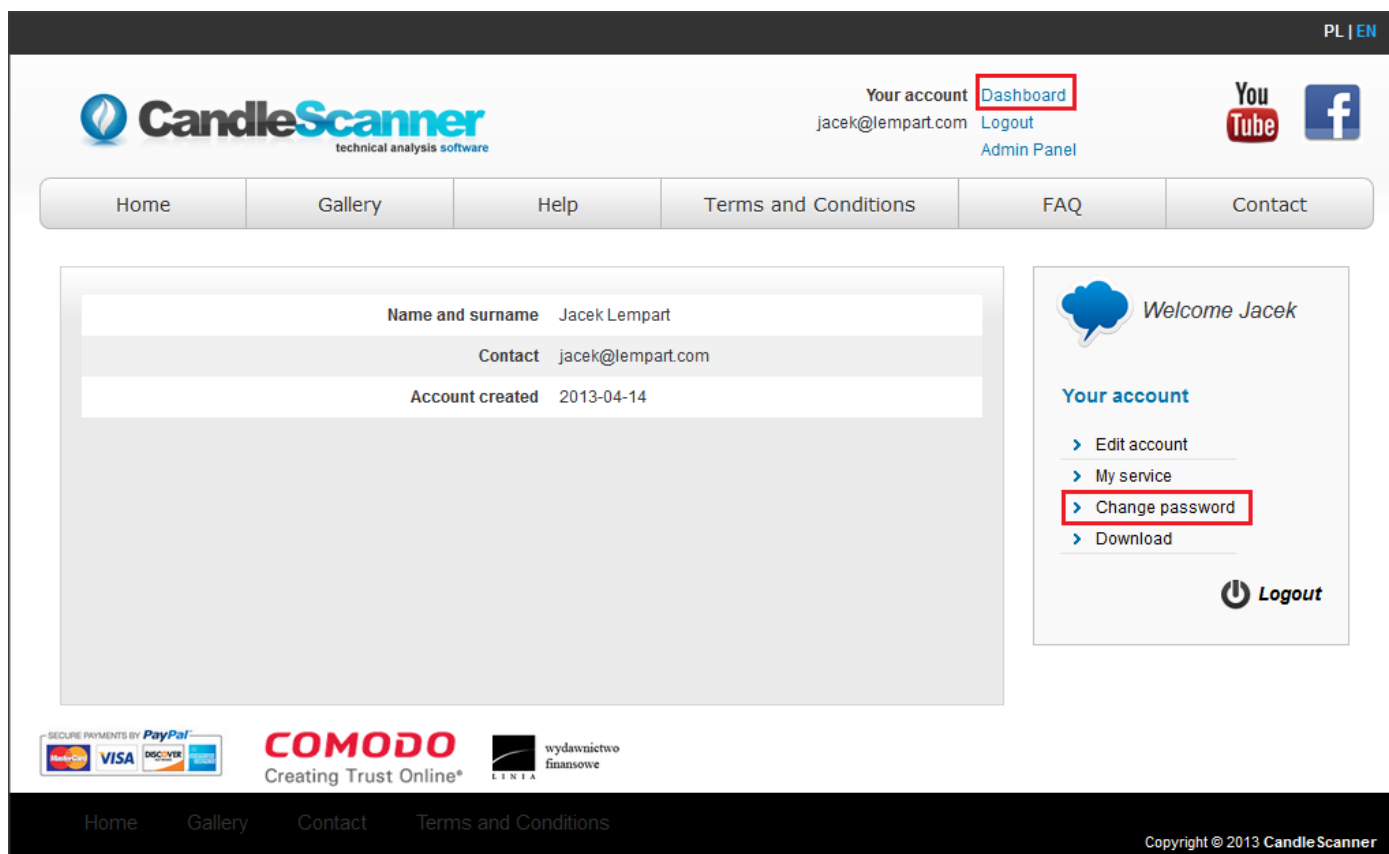 PL | EN
CandleScanner
technical analysis software
Your account Dashboard
jacek@lempart.com Logout
Admin Panel
You
Tube
f
Home Gallery Help Terms and Conditions FAQ Contact
Name and surname Jacek Lempart
Contact jacek@lempart.com
Account created 2013-04-14
Welcome Jacek
Your account
Edit account
My service
Change password
Download
Logout
SECURE PAYMENTS BY PayPal
MasterCard VISA DISCOVER
COMODO
Creating Trust Online®
LINIA
wydawnictwo
finansowe
Home Gallery Contact Terms and Conditions
Copyright © 2013 CandleScanner